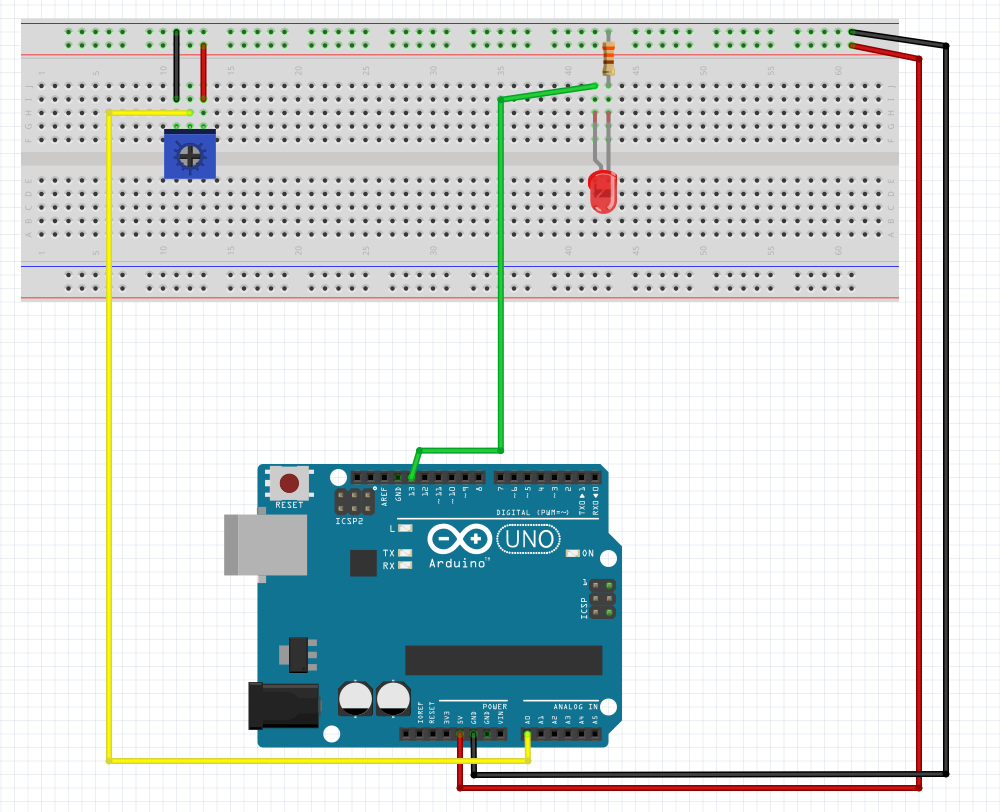 1 5 10 15 20 25 30 35 40 45 50 55 60
J
I
H
G
F
E
D
C
B
A
1 5 10 15 20 25 30 35 40 45 50 55 60
RESET
ICSP2
AREF
GND
13
12
~11
~10
~9
8
7
~6
~5
4
~3
2
TX0▶1
RX0◀0
DIGITAL (PWM=~)
L
TX
RX
Arduino™
UNO
ON
1
ICSP
POWER
ANALOG IN
IOREF
RESET
3V3
5V
GND
GND
VIN
A0
A1
A2
A3
A4
A5